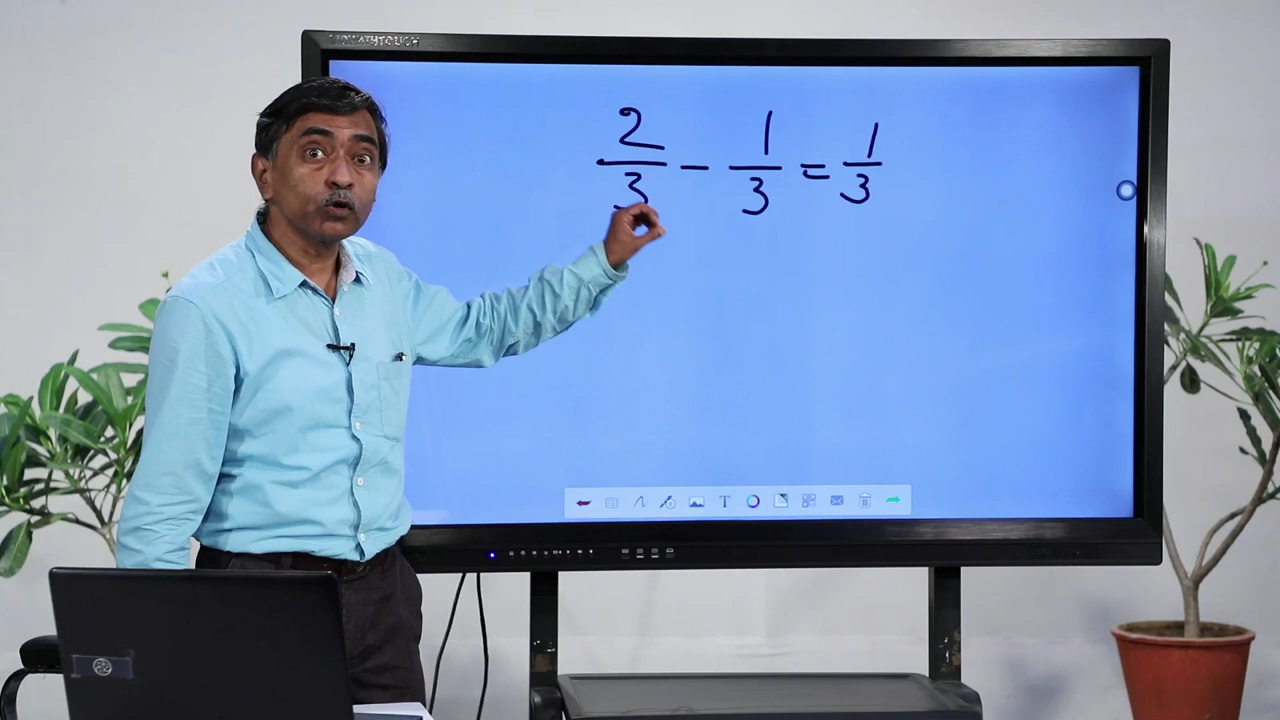 2/3 - 1/3 = 1/3
T